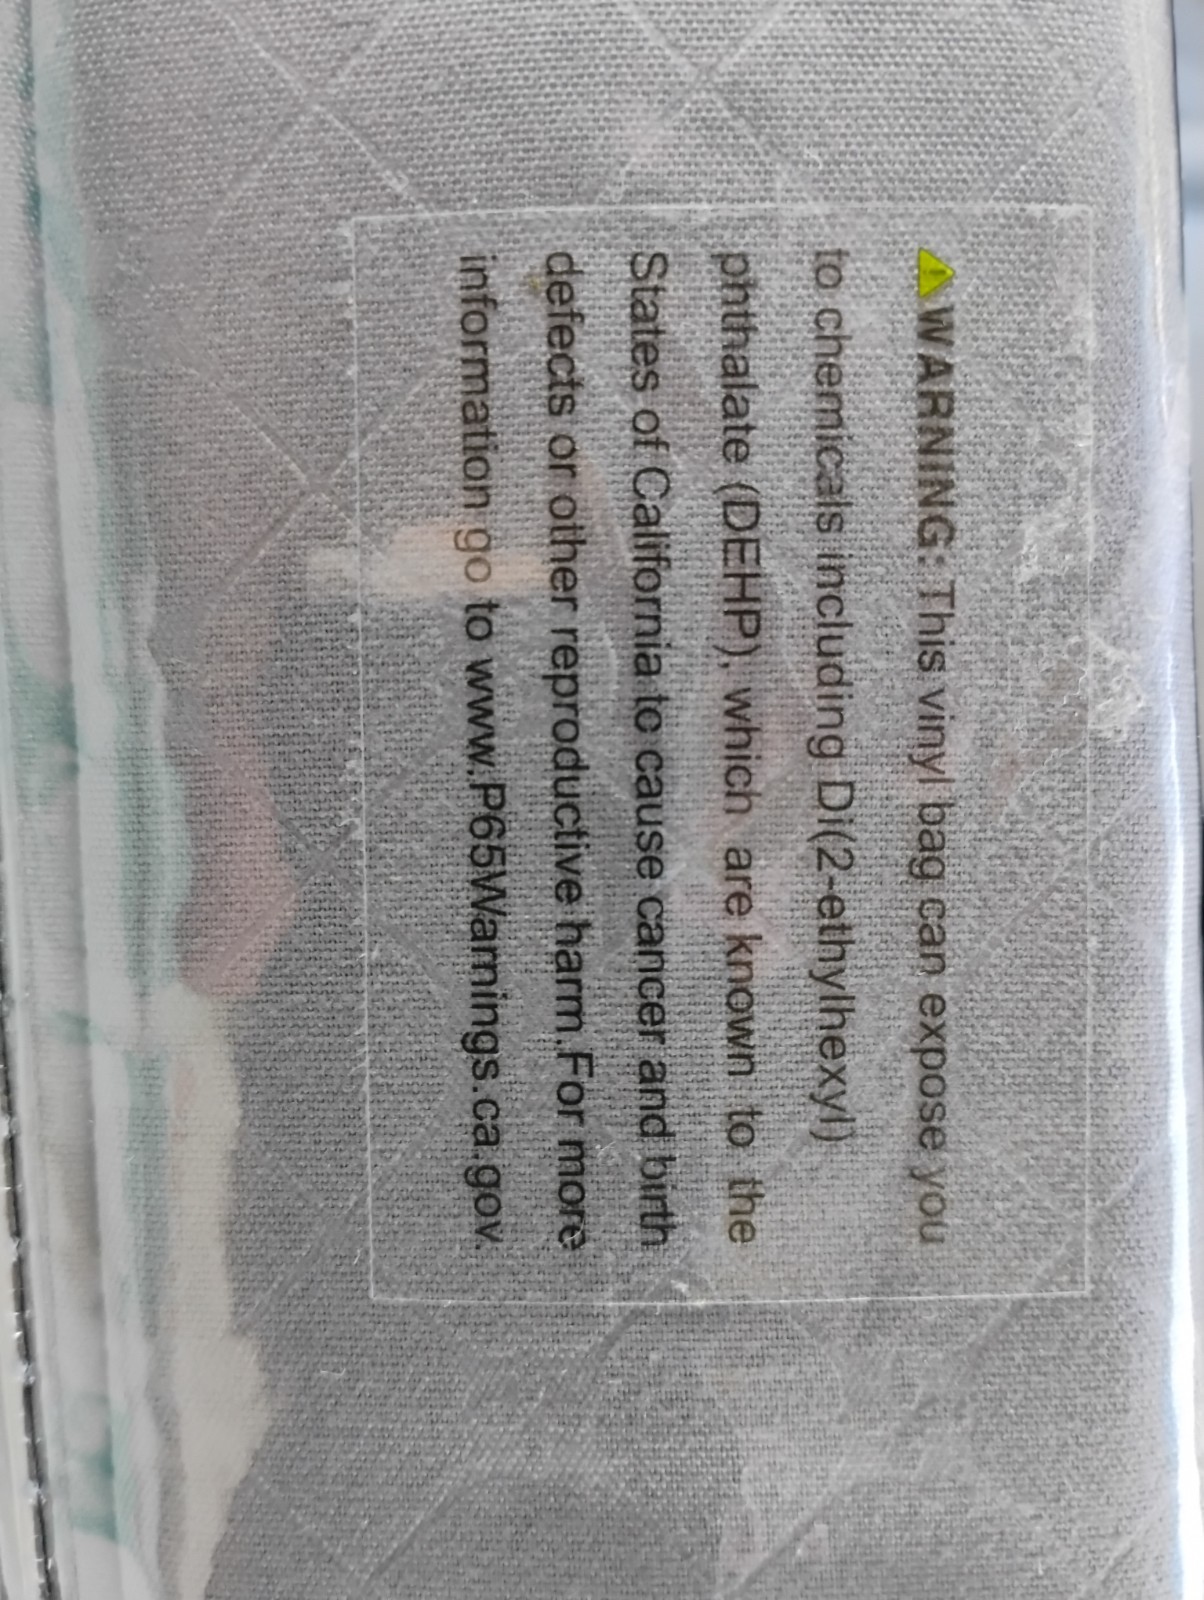 ⚠WARNING: This vinyl bag can expose you
to chemicals including Di(2-ethylhexyl)
phthalate (DEHP), which are known to the
States of California to cause cancer and birth
defects or other reproductive harm.For more
information go to www.P65Warnings.ca.gov.